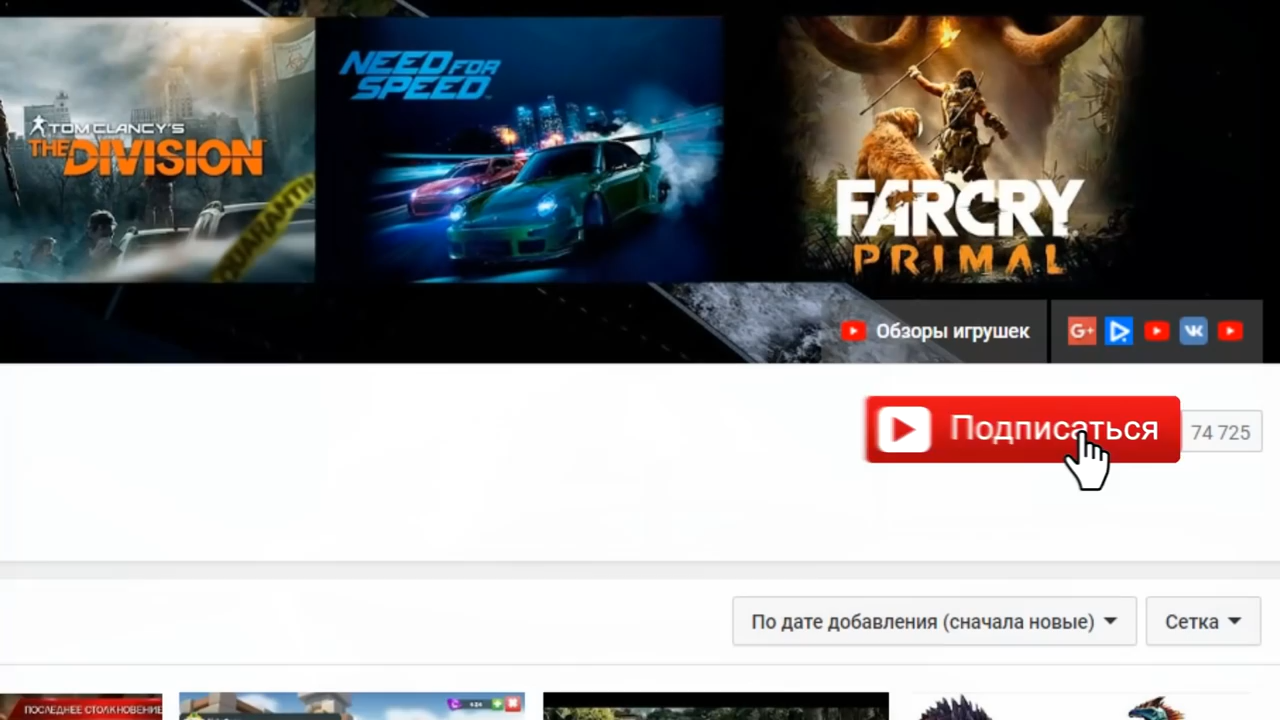 TOM CLANCY'S
THE DIVISION
QUARANTI
NEED FOR
SPEED
FARCRY
PRIMAL
Обзоры игрушек
G+
Подписаться
74 725
По дате добавления (сначала новые)
Сетка
ПОСЛЕДНЕЕ СТОЛКНОВЕНИЕ